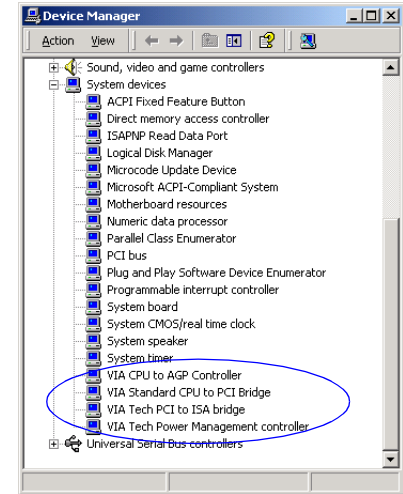 Device Manager
Action View
Sound, video and game controllers
System devices
ACPI Fixed Feature Button
Direct memory access controller
ISAPNP Read Data Port
Logical Disk Manager
Microcode Update Device
Microsoft ACPI-Compliant System
Motherboard resources
Numeric data processor
Parallel Class Enumerator
PCI bus
Plug and Play Software Device Enumerator
Programmable interrupt controller
System board
System CMOS/real time clock
System speaker
System timer
VIA CPU to AGP Controller
VIA Standard CPU to PCI Bridge
VIA Tech PCI to ISA bridge
VIA Tech Power Management controller
Universal Serial Bus controllers